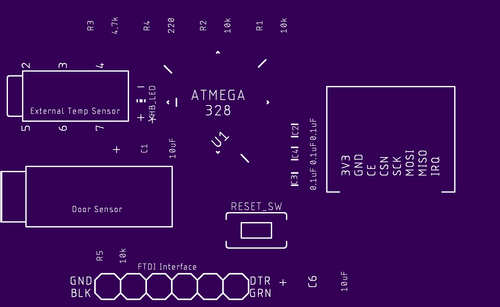 R3 4.7k R4 220 R2 10k R1 10k
2 3 4
External Temp Sensor
5 6 7
HB_LED
ATMEGA
328
U1
C1 10uF
C2 0.1uF
C4 0.1uF
C3 0.1uF
3V3
GND
CE
CSN
SCK
MOSI
MISO
IRQ
Door Sensor
RESET_SW
R5 10k
FTDI Interface
GND DTR
BLK GRN
C6 10uF